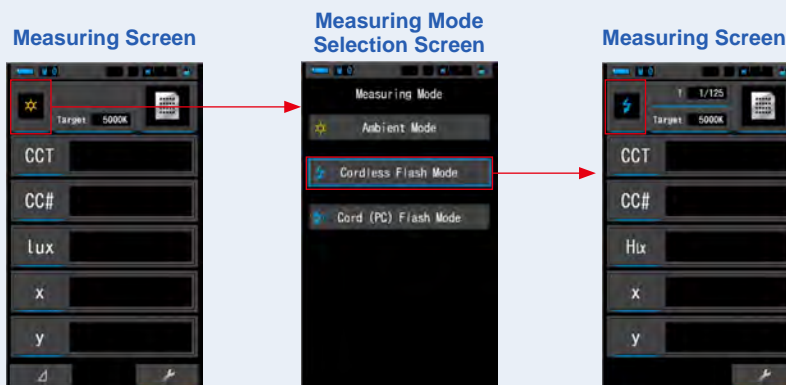 Measuring Screen
Target 5000K
CCT
CC#
lux
x
y
Measuring Mode
Selection Screen
Measuring Mode
Ambient Mode
Cordless Flash Mode
Cord (PC) Flash Mode
Measuring Screen
T 1/125
Target 5000K
CCT
CC#
Hlx
x
y